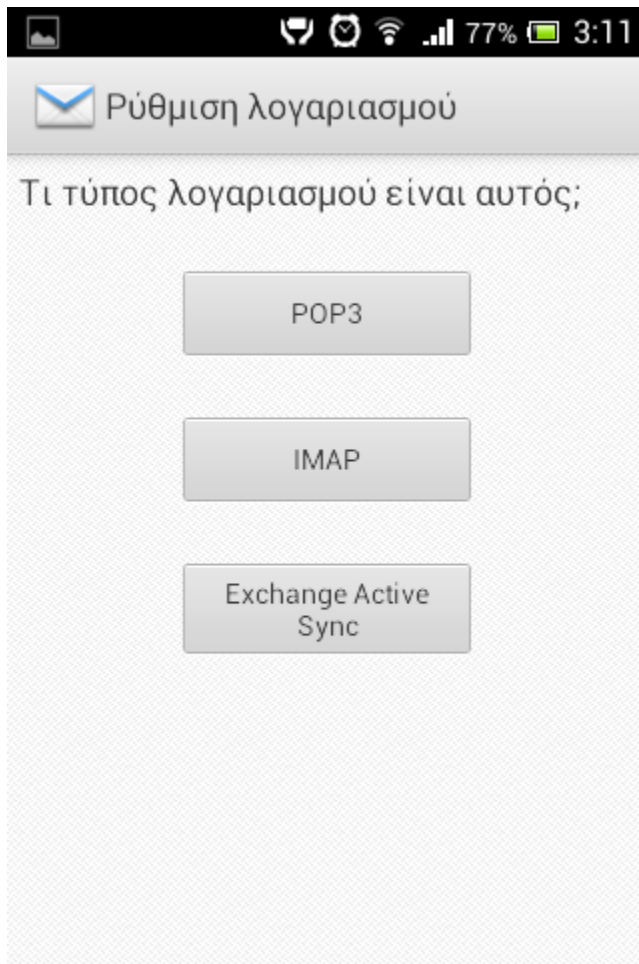 77% 3:11
Ρύθμιση λογαριασμού
Τι τύπος λογαριασμού είναι αυτός;
POP3
IMAP
Exchange Active
Sync